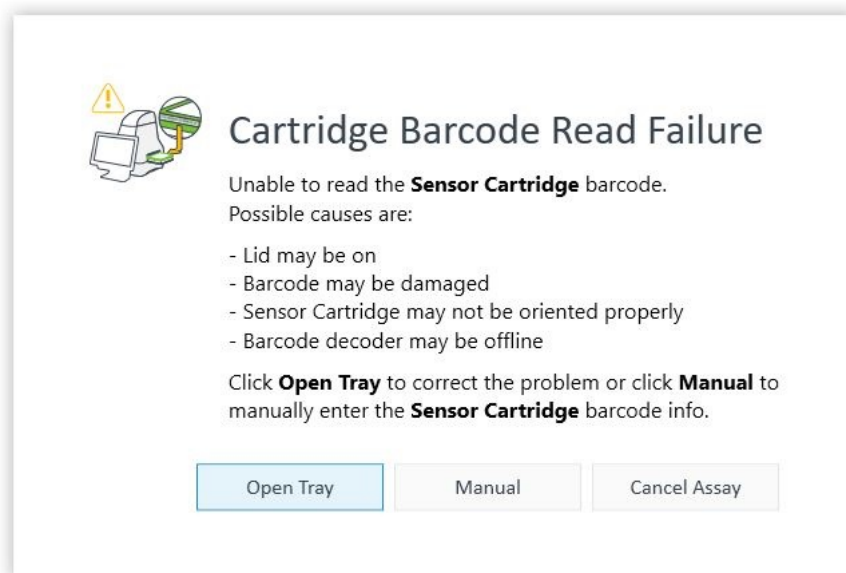 Cartridge Barcode Read Failure
Unable to read the Sensor Cartridge barcode.
Possible causes are:
- Lid may be on
- Barcode may be damaged
- Sensor Cartridge may not be oriented properly
- Barcode decoder may be offline
Click Open Tray to correct the problem or click Manual to
manually enter the Sensor Cartridge barcode info.
Open Tray
Manual
Cancel Assay